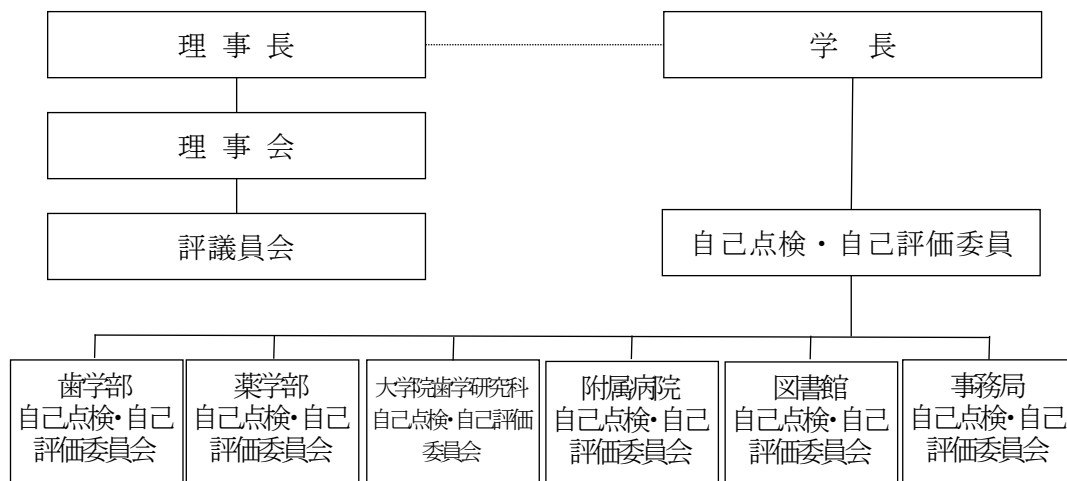 理 事 長
学 長
理 事 会
評議員会
自己点検・自己評価委員
歯学部
自己点検・自己
評価委員会
薬学部
自己点検・自己
評価委員会
大学院歯学研究科
自己点検・自己評価
委員会
附属病院
自己点検・自己
評価委員会
図書館
自己点検・自己
評価委員会
事務局
自己点検・自己
評価委員会